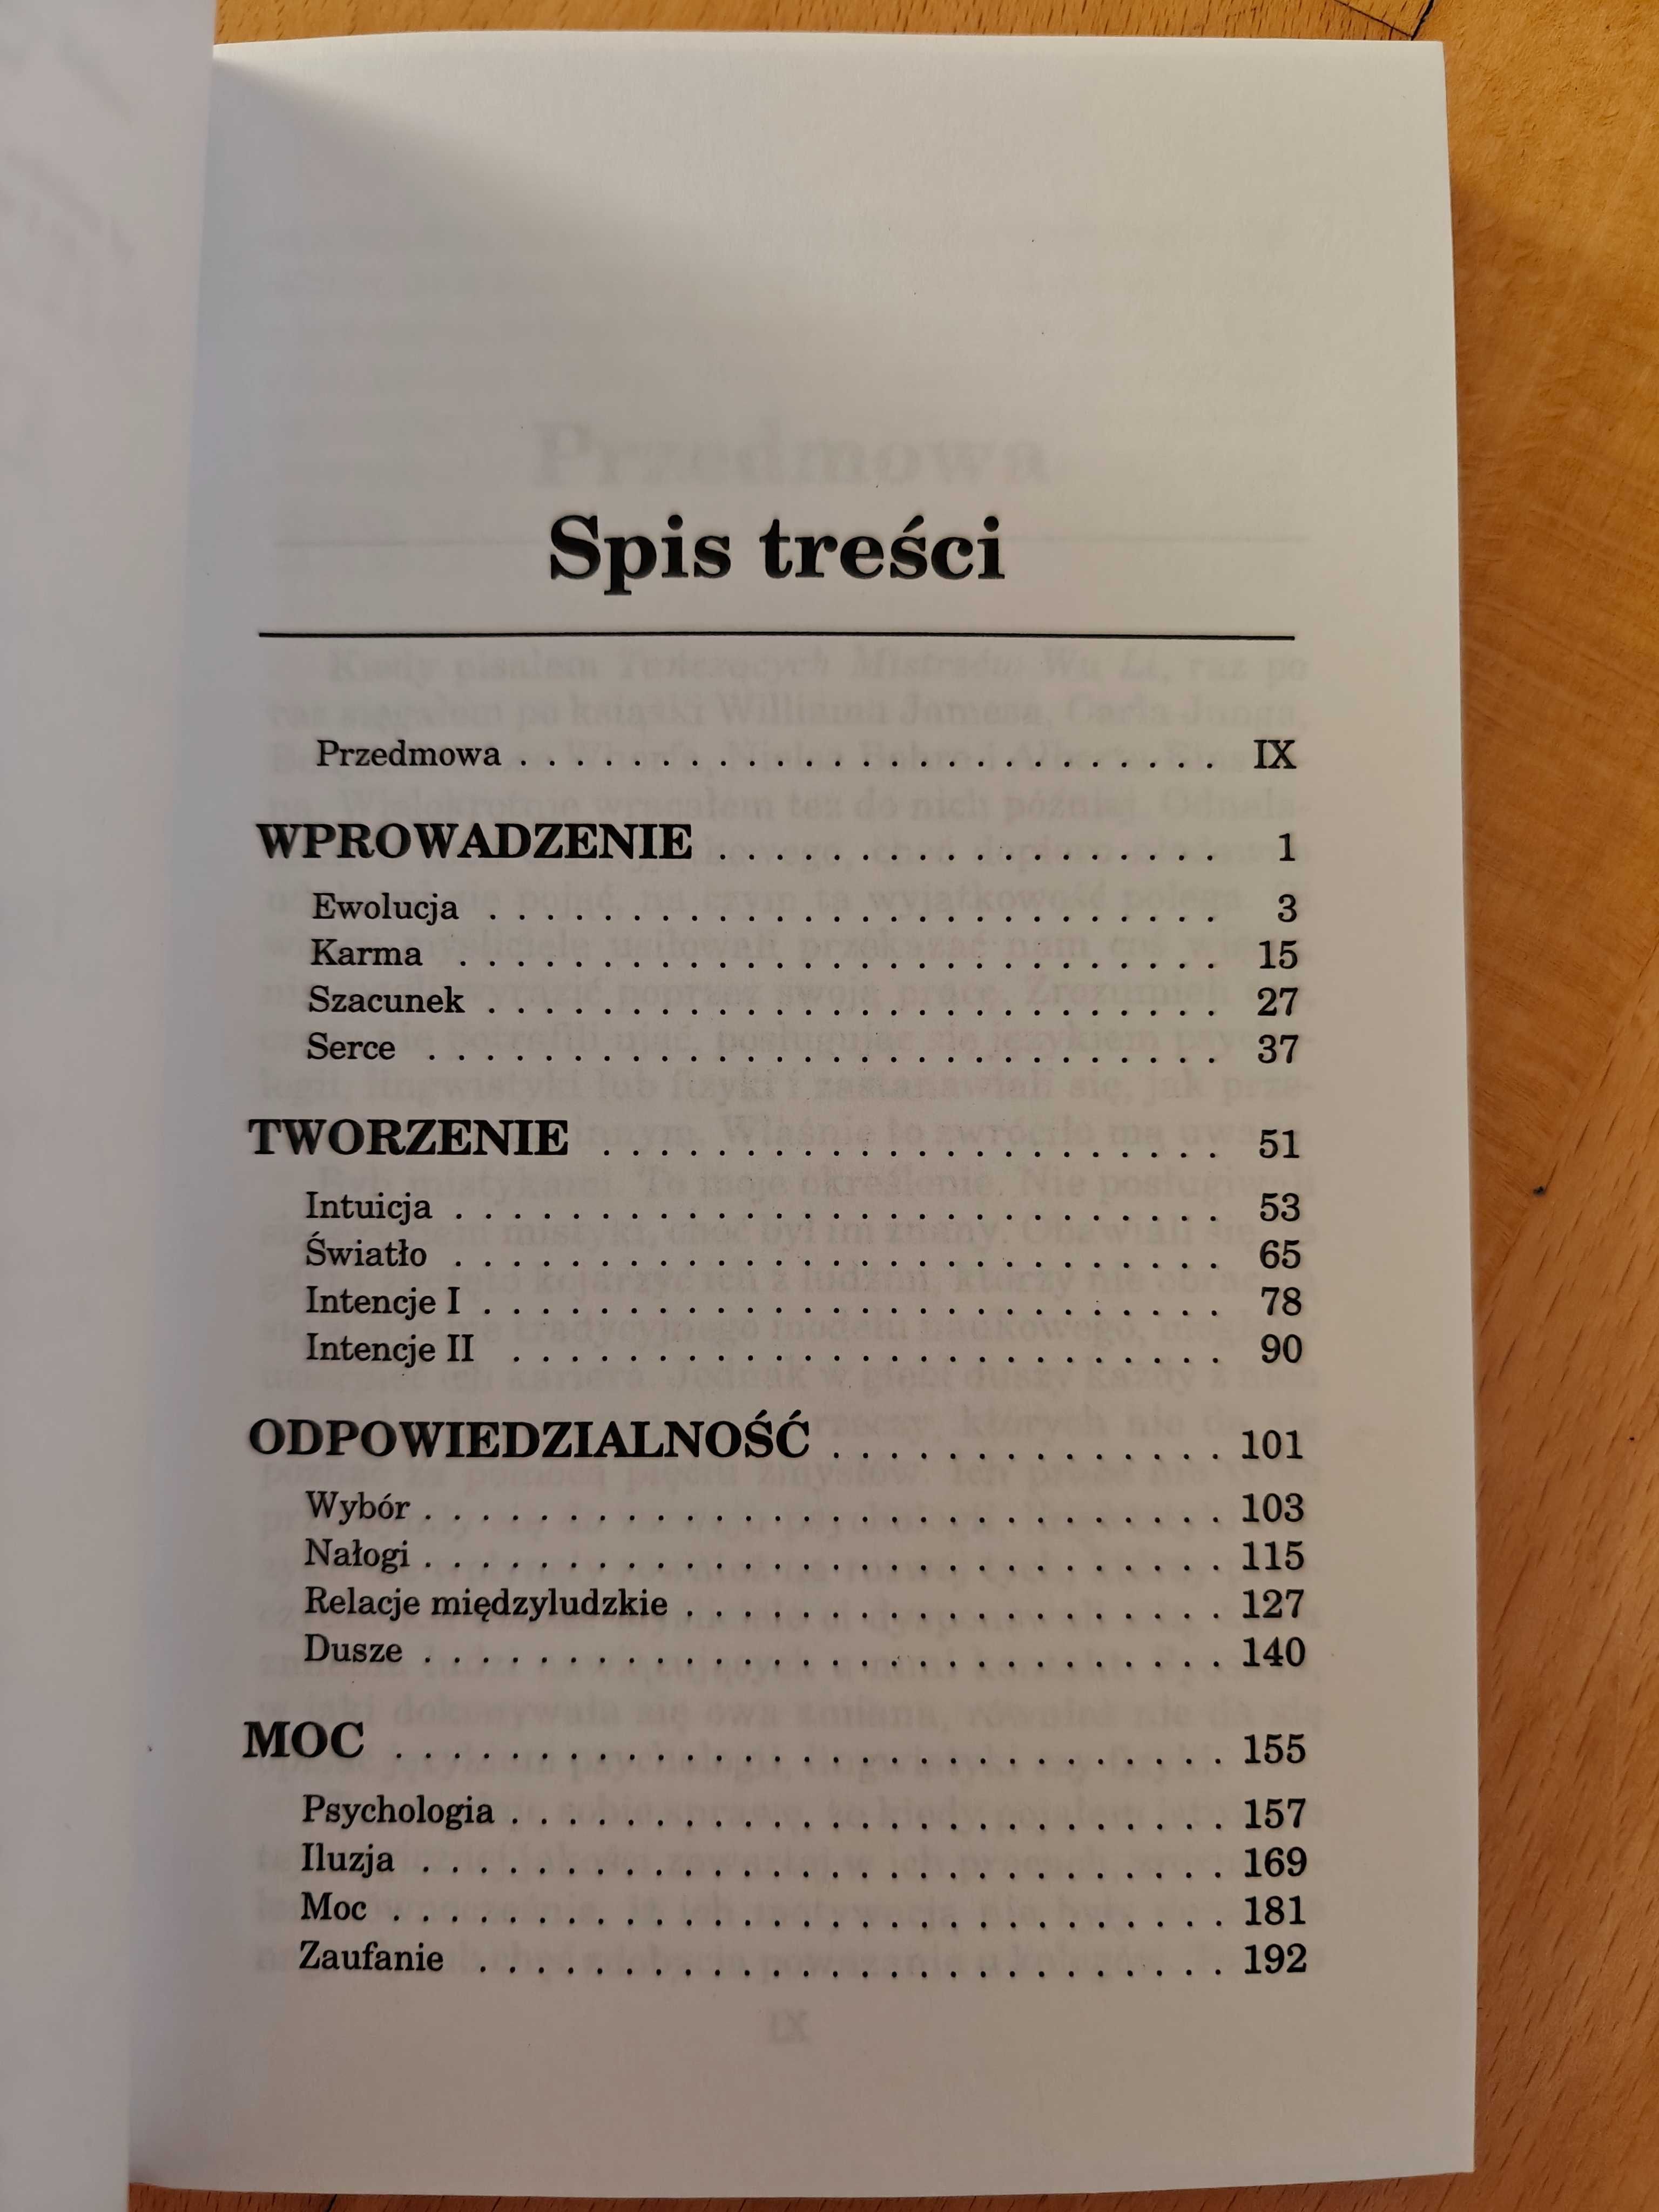 Spis treści
Przedmowa . . . . . . . . . . . . . . . . . . . . . . . . . IX
WPROWADZENIE . . . . . . . . . . . . . . . . . . 1
Ewolucja . . . . . . . . . . . . . . . . . . . . . . . . . . 3
Karma . . . . . . . . . . . . . . . . . . . . . . . . . . . 15
Szacunek . . . . . . . . . . . . . . . . . . . . . . . . . . 27
Serce . . . . . . . . . . . . . . . . . . . . . . . . . . . . 37
TWORZENIE . . . . . . . . . . . . . . . . . . . . . . 51
Intuicja . . . . . . . . . . . . . . . . . . . . . . . . . . . 53
Światło . . . . . . . . . . . . . . . . . . . . . . . . . . . 65
Intencje I . . . . . . . . . . . . . . . . . . . . . . . . . . 78
Intencje II . . . . . . . . . . . . . . . . . . . . . . . . . 90
ODPOWIEDZIALNOŚĆ . . . . . . . . . . . . . . 101
Wybór . . . . . . . . . . . . . . . . . . . . . . . . . . . . 103
Nałogi . . . . . . . . . . . . . . . . . . . . . . . . . . . . 115
Relacje międzyludzkie . . . . . . . . . . . . . . . . . . . 127
Dusze . . . . . . . . . . . . . . . . . . . . . . . . . . . . 140
MOC . . . . . . . . . . . . . . . . . . . . . . . . . . . . . 155
Psychologia . . . . . . . . . . . . . . . . . . . . . . . . . 157
Iluzja . . . . . . . . . . . . . . . . . . . . . . . . . . . . 169
Moc . . . . . . . . . . . . . . . . . . . . . . . . . . . . . 181
Zaufanie . . . . . . . . . . . . . . . . . . . . . . . . . . 192